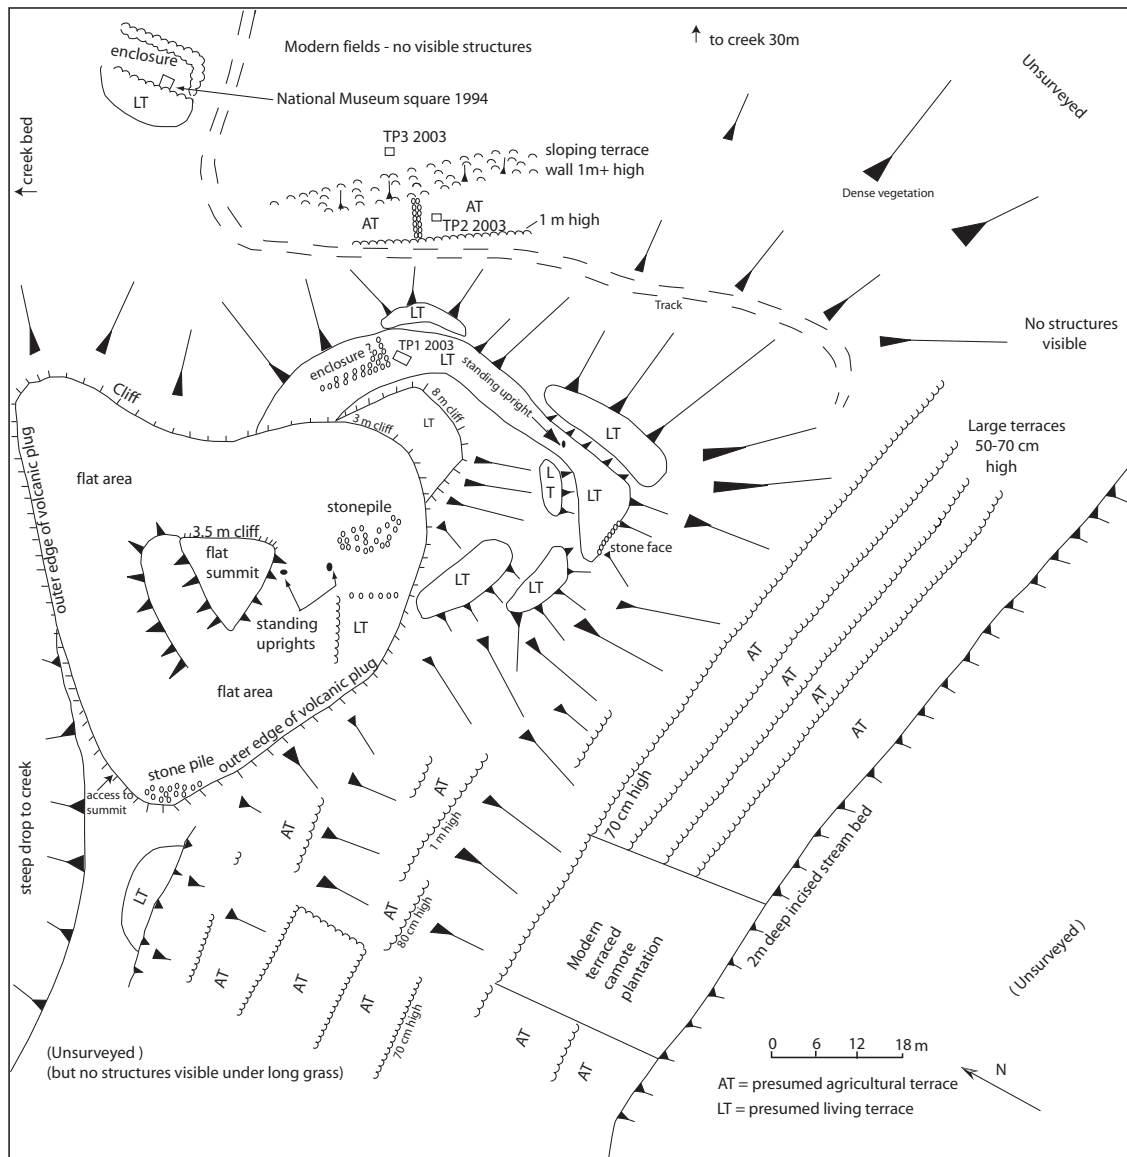 Modern fields - no visible structures
to creek 30m
Unsurveyed
enclosure
LT
National Museum square 1994
creek bed
TP3 2003
sloping terrace
wall 1m+ high
AT
AT
TP2 2003
1 m high
Dense vegetation
Track
LT
No structures
visible
enclosure ?
TP1 2003
LT
standing upright
Cliff
8 m cliff
3 m cliff
LT
LT
Large terraces
50-70 cm
high
outer edge of volcanic plug
flat area
L
T
LT
stonepile
3.5 m cliff
flat
summit
stone face
LT
LT
standing
uprights
LT
AT
AT
AT
AT
flat area
outer edge of volcanic plug
stone pile
access to
summit
steep drop to creek
AT
1 m high
AT
70 cm high
LT
AT
80 cm high
2m deep incised stream bed
Modern
terraced
camote
plantation
AT
AT
AT
70 cm high
( Unsurveyed )
AT
AT
(Unsurveyed )
(but no structures visible under long grass)
0 6 12 18 m
N
AT = presumed agricultural terrace
LT = presumed living terrace